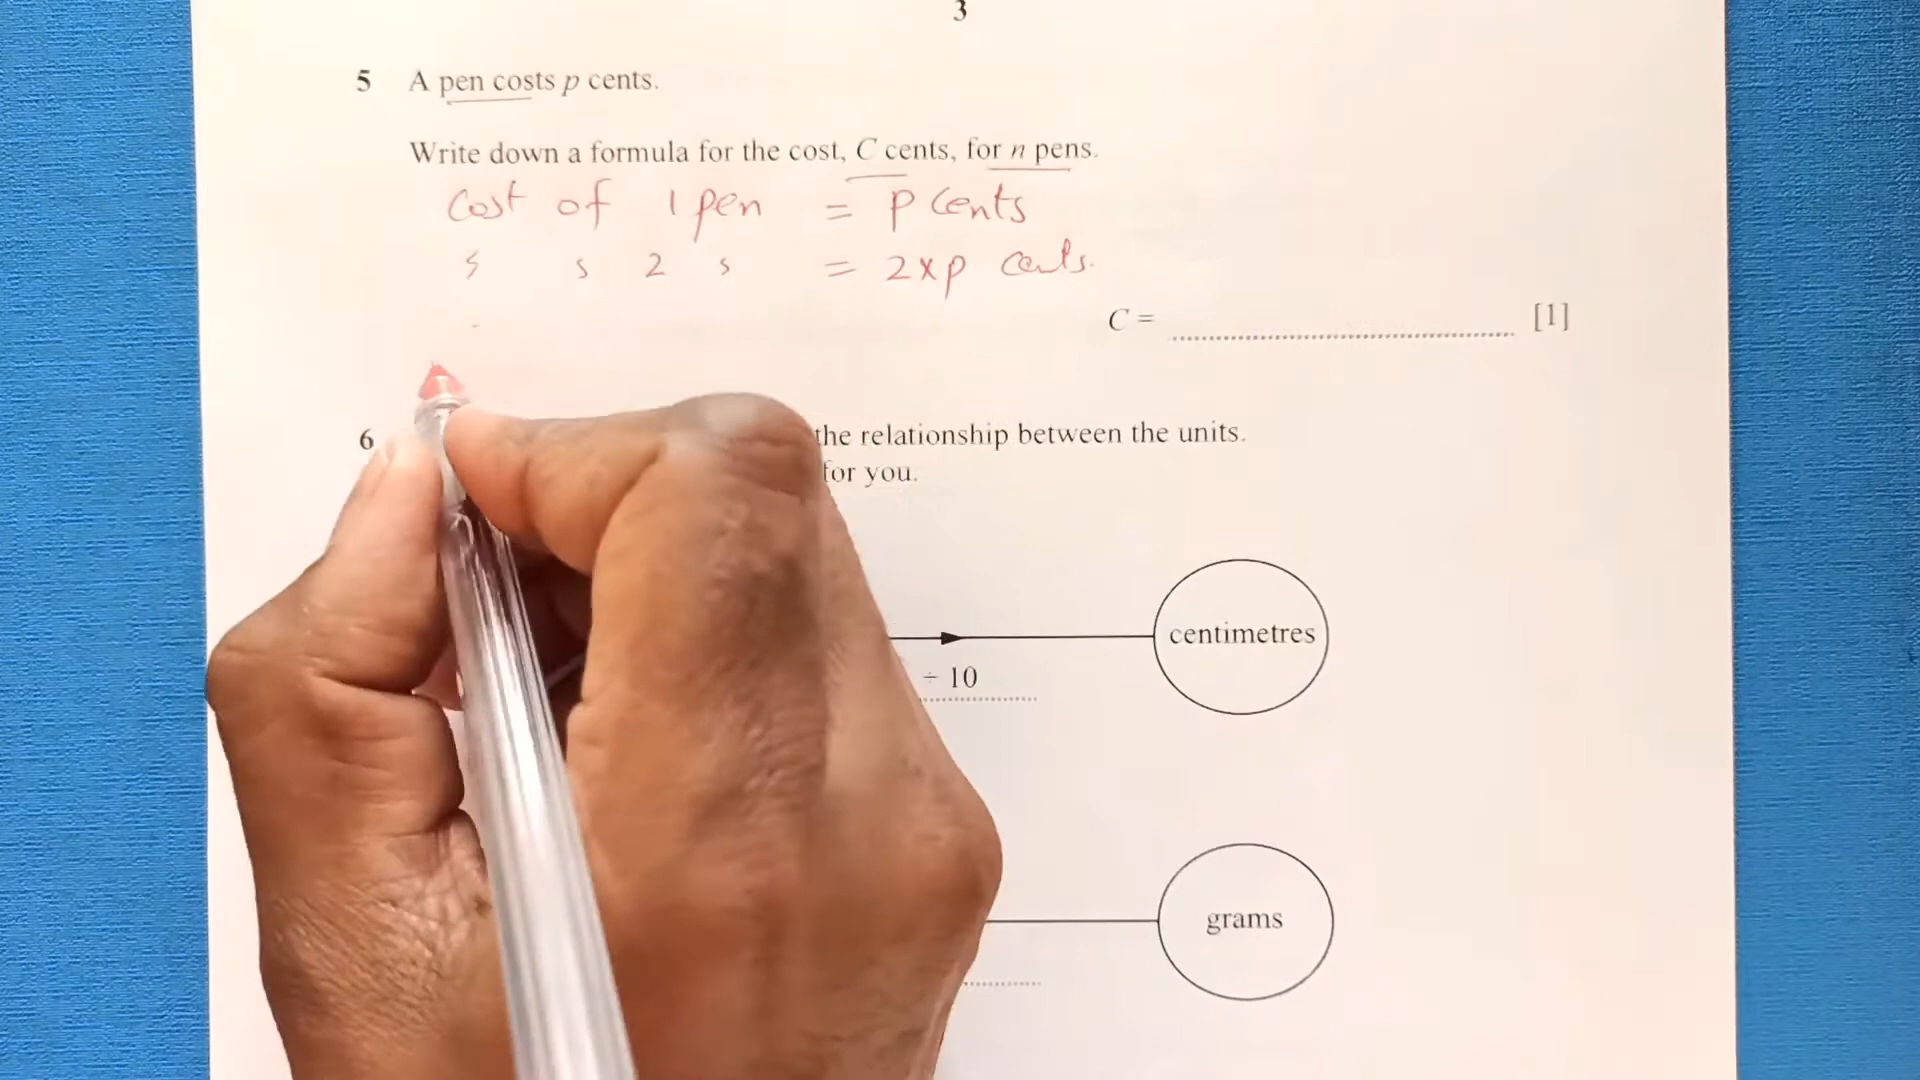 3
5 A pen costs p cents.
Write down a formula for the cost, C cents, for n pens.
Cost of 1 pen = p cents
s s 2 s = 2xp cents.
C = [1]
6 the relationship between the units.
for you.
centimetres
÷ 10
grams